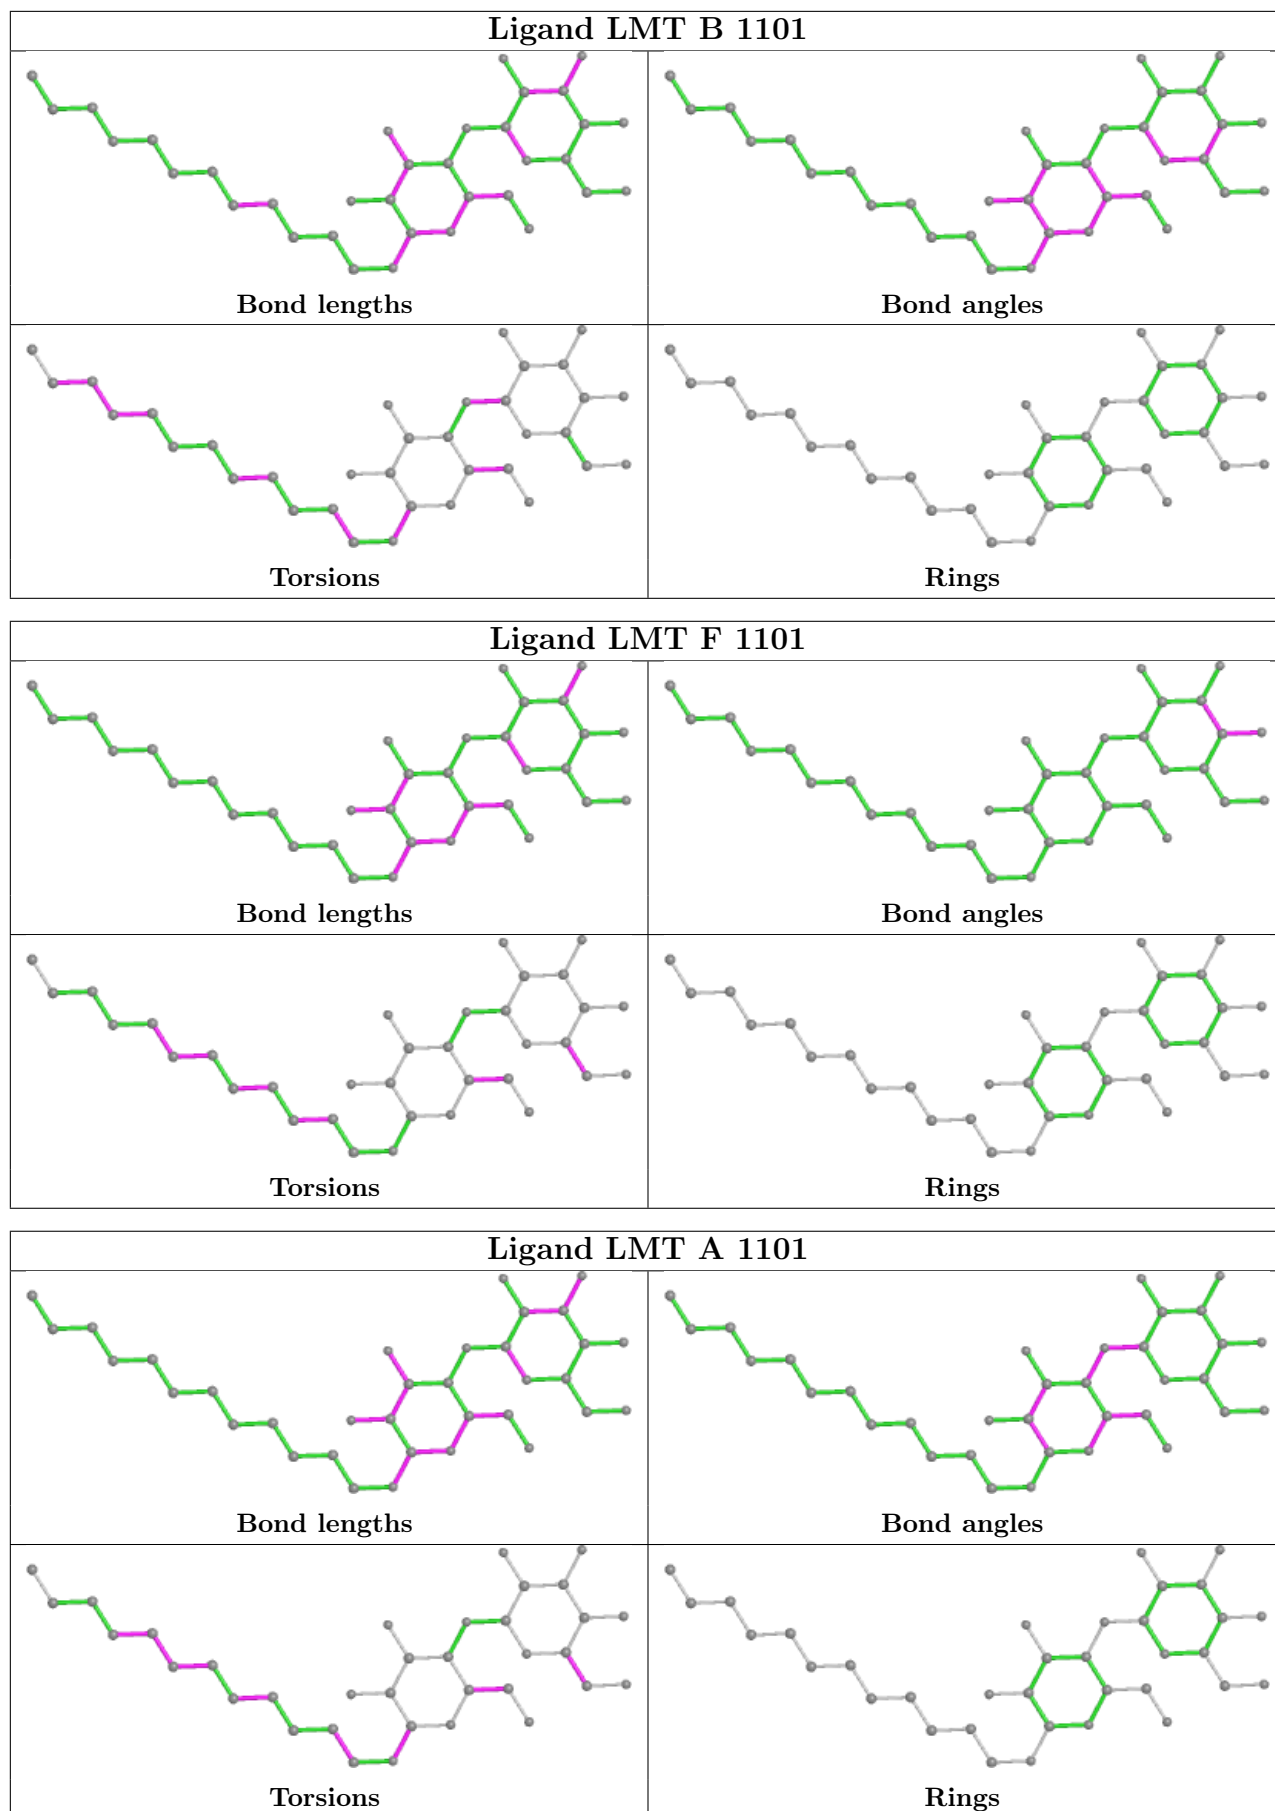 Ligand LMT B 1101
Bond lengths
Bond angles
Torsions
Rings
Ligand LMT F 1101
Bond lengths
Bond angles
Torsions
Rings
Ligand LMT A 1101
Bond lengths
Bond angles
Torsions
Rings